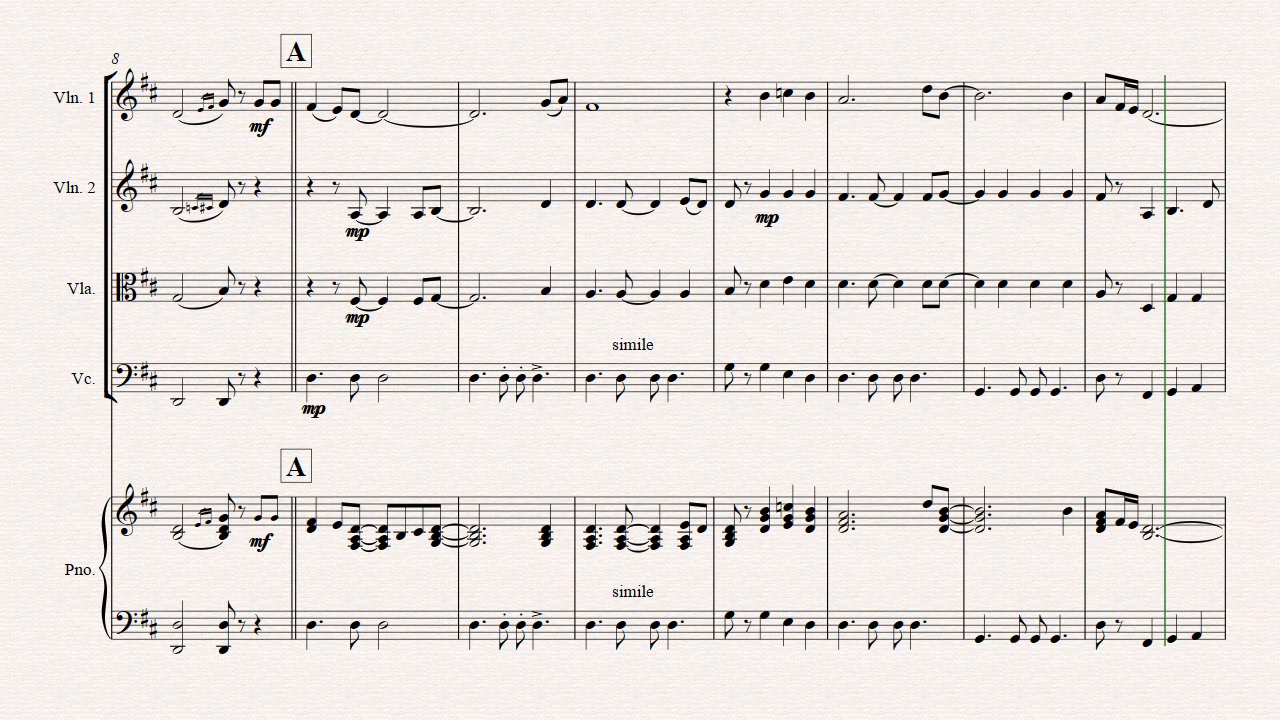 8
A
Vln. 1
mf
Vln. 2
mp
mp
Vla.
mp
simile
Vc.
mp
A
mf
Pno.
simile